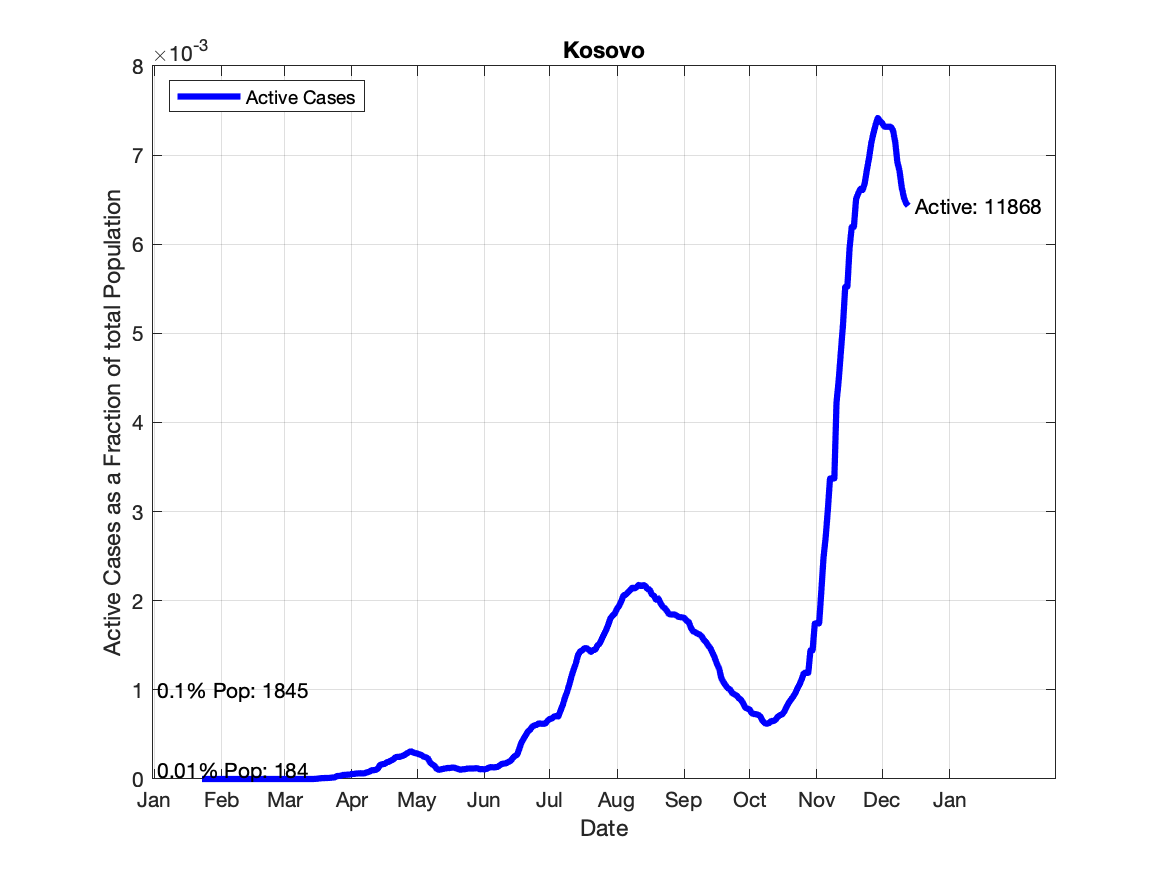 Kosovo
×10-3
Active Cases
8
7
6
5
4
3
2
1
0
Active Cases as a Fraction of total Population
Active: 11868
0.1% Pop: 1845
0.01% Pop: 184
Jan Feb Mar Apr May Jun Jul Aug Sep Oct Nov Dec Jan
Date